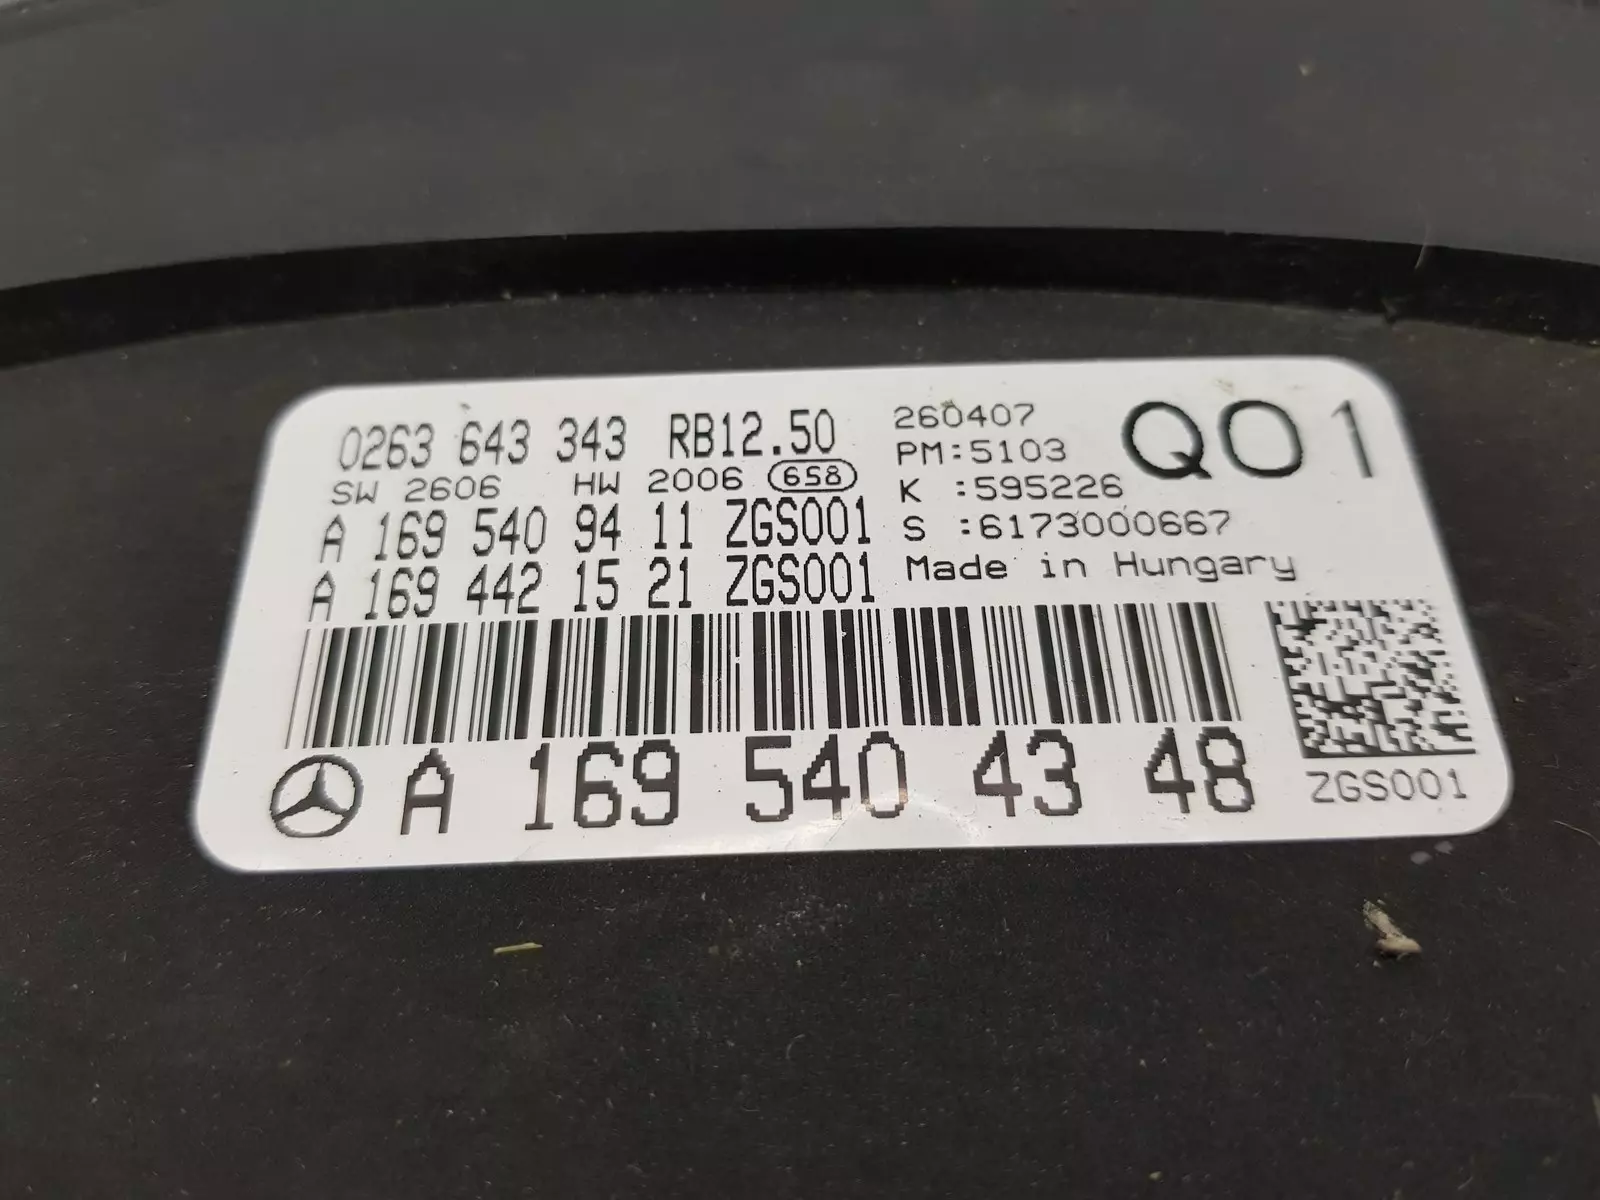 0263 643 343 RB12.50
SW 2606 HW 2006 658
A 169 540 94 11 ZGS001
A 169 442 15 21 ZGS001
260407
PM:5103
K :595226
S :6173000667
Made in Hungary
Q01
A 169 540 43 48
ZGS001